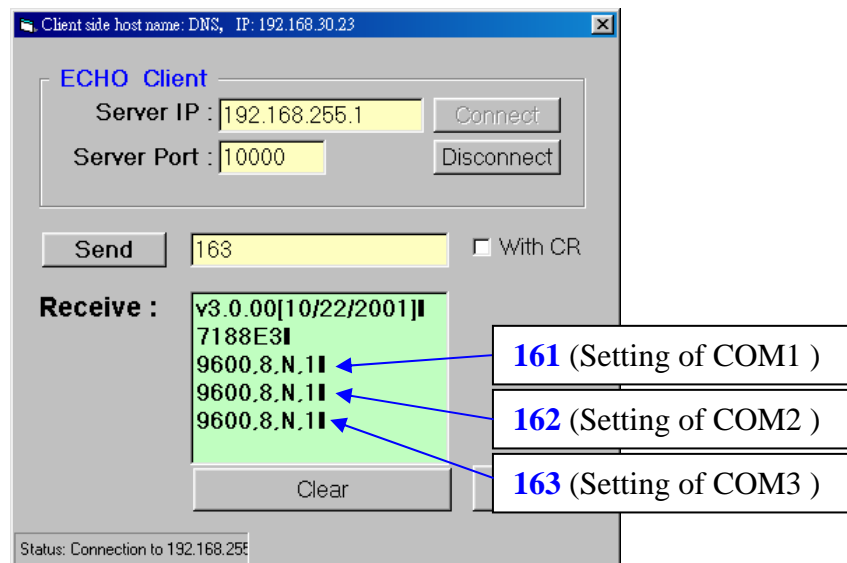 Client side host name: DNS, IP: 192.168.30.23
ECHO Client
Server IP : 192.168.255.1 Connect
Server Port : 10000 Disconnect
Send 163 With CR
Receive :
v3.0.00[10/22/2001]
7188E3
9600,8,N,1
9600,8,N,1
9600,8,N,1
161 (Setting of COM1 )
162 (Setting of COM2 )
163 (Setting of COM3 )
Clear
Status: Connection to 192.168.255